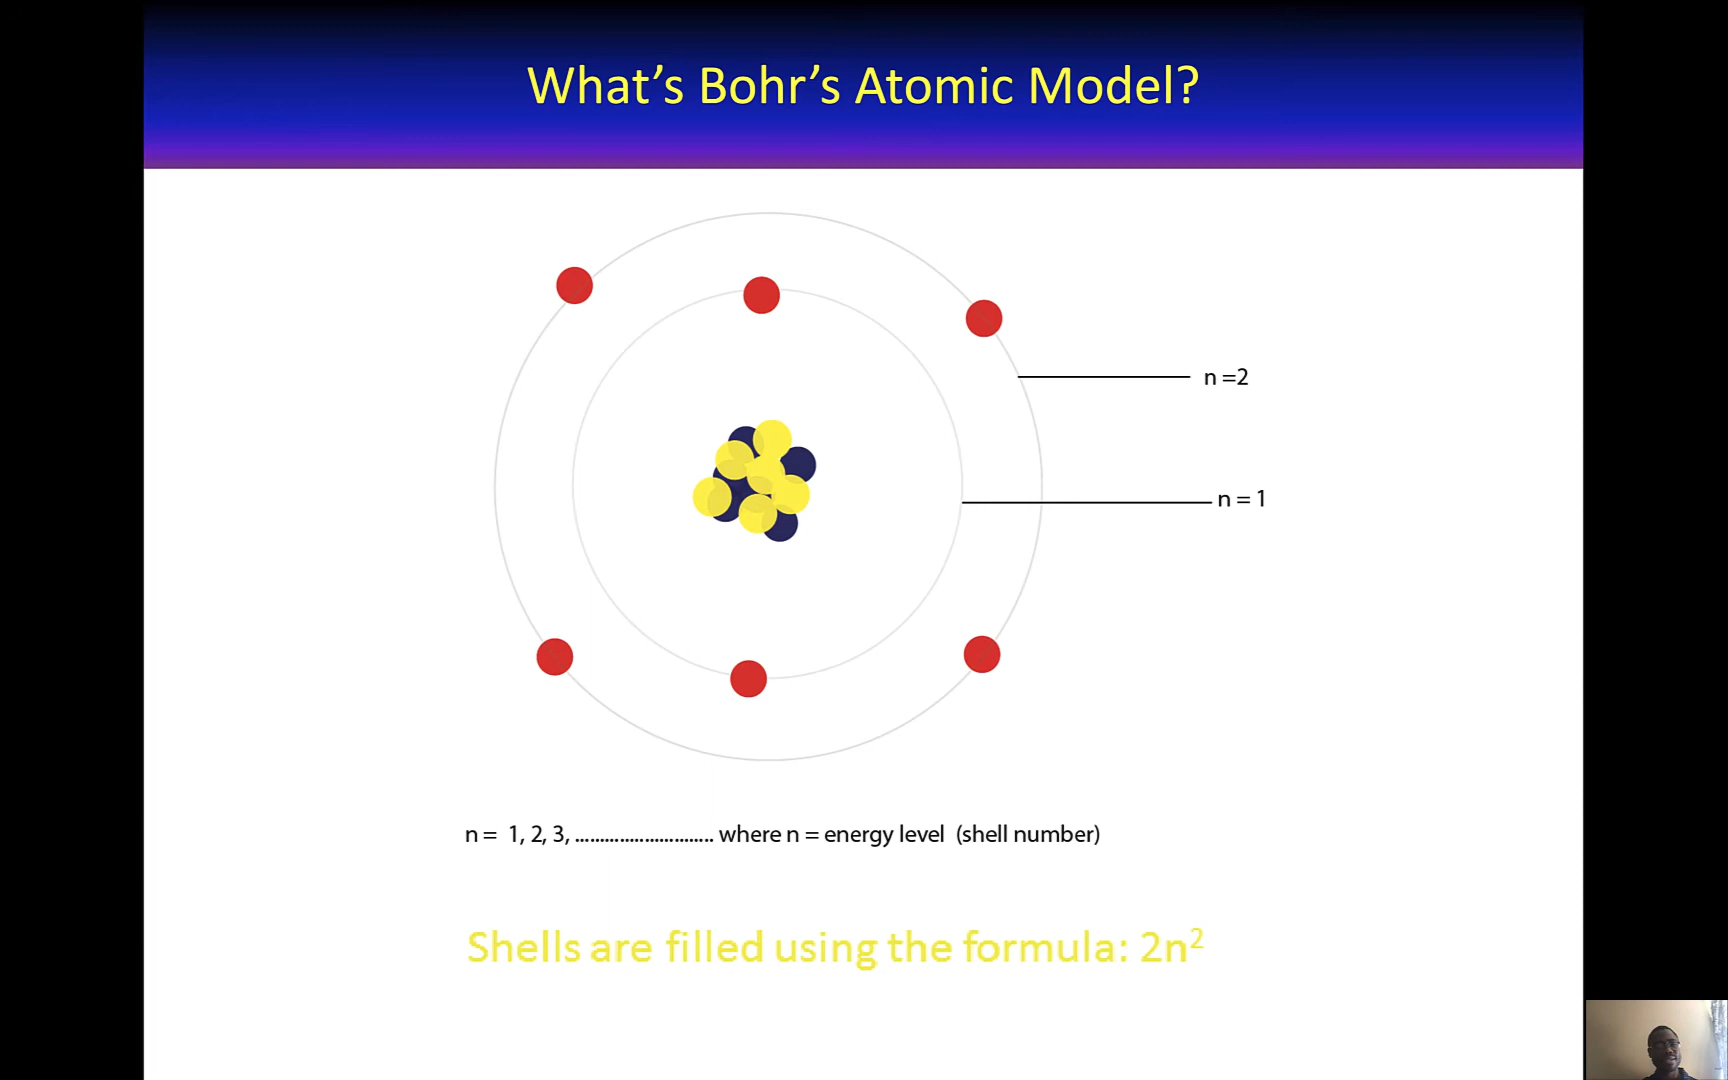 What’s Bohr’s Atomic Model?
n =2
n = 1
n = 1, 2, 3, ............................ where n = energy level (shell number)
Shells are filled using the formula: 2n²